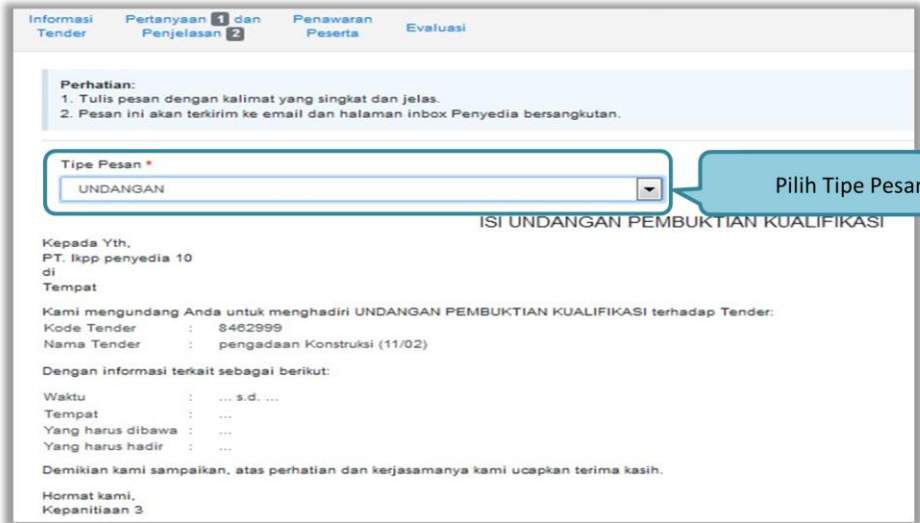 Informasi Tender
Pertanyaan 1 dan Penjelasan 2
Penawaran Peserta
Evaluasi
Perhatian:
1. Tulis pesan dengan kalimat yang singkat dan jelas.
2. Pesan ini akan terkirim ke email dan halaman inbox Penyedia bersangkutan.
Tipe Pesan *
UNDANGAN
Pilih Tipe Pesan
ISI UNDANGAN PEMBUKTIAN KUALIFIKASI
Kepada Yth,
PT. lkpp penyedia 10
di
Tempat
Kami mengundang Anda untuk menghadiri UNDANGAN PEMBUKTIAN KUALIFIKASI terhadap Tender:
Kode Tender : 8462999
Nama Tender : pengadaan Konstruksi (11/02)
Dengan informasi terkait sebagai berikut:
Waktu : ... s.d. ...
Tempat : ...
Yang harus dibawa : ...
Yang harus hadir : ...
Demikian kami sampaikan, atas perhatian dan kerjasamanya kami ucapkan terima kasih.
Hormat kami,
Kepanitiaan 3